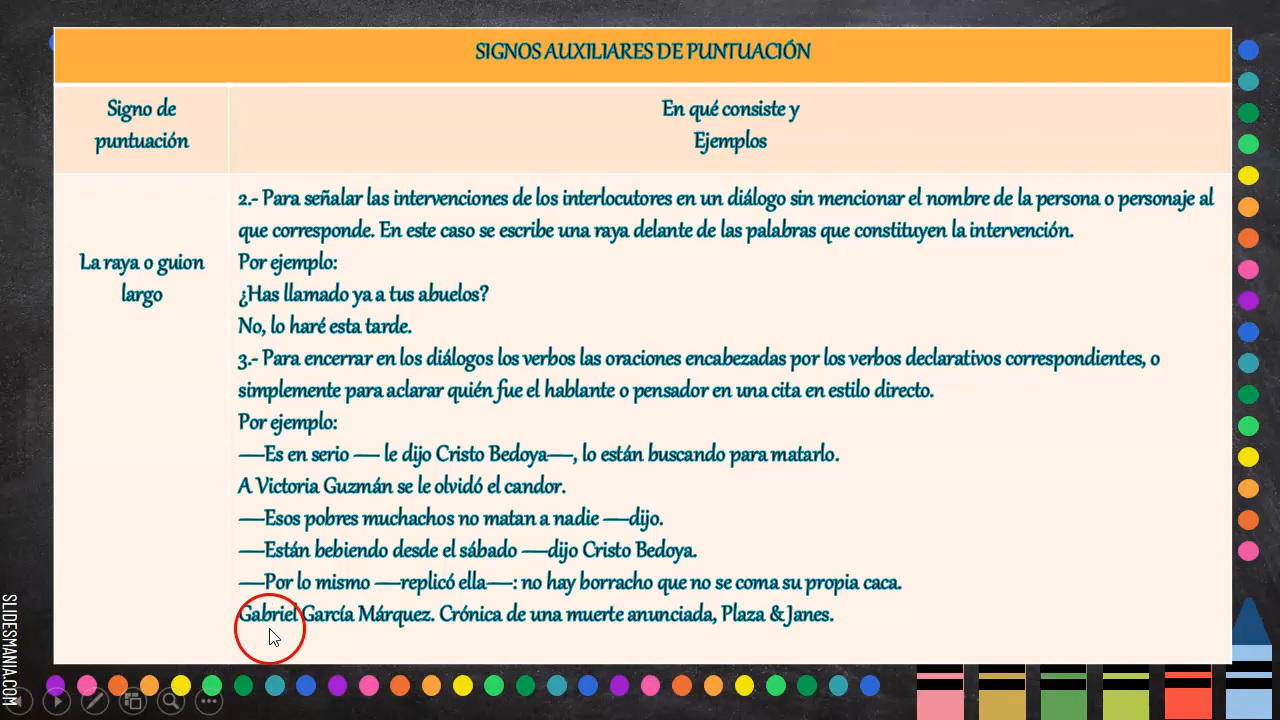 SIGNOS AUXILIARES DE PUNTUACIÓN
Signo de
puntuación
En qué consiste y
Ejemplos
La raya o guion
largo
2.- Para señalar las intervenciones de los interlocutores en un diálogo sin mencionar el nombre de la persona o personaje al
que corresponde. En este caso se escribe una raya delante de las palabras que constituyen la intervención.
Por ejemplo:
¿Has llamado ya a tus abuelos?
No, lo haré esta tarde.
3.- Para encerrar en los diálogos los verbos las oraciones encabezadas por los verbos declarativos correspondientes, o
simplemente para aclarar quién fue el hablante o pensador en una cita en estilo directo.
Por ejemplo:
—Es en serio — le dijo Cristo Bedoya—, lo están buscando para matarlo.
A Victoria Guzmán se le olvidó el candor.
—Esos pobres muchachos no matan a nadie —dijo.
—Están bebiendo desde el sábado —dijo Cristo Bedoya.
—Por lo mismo —replicó ella—: no hay borracho que no se coma su propia caca.
Gabriel García Márquez. Crónica de una muerte anunciada, Plaza & Janes.
SLIDESMANIA.COM